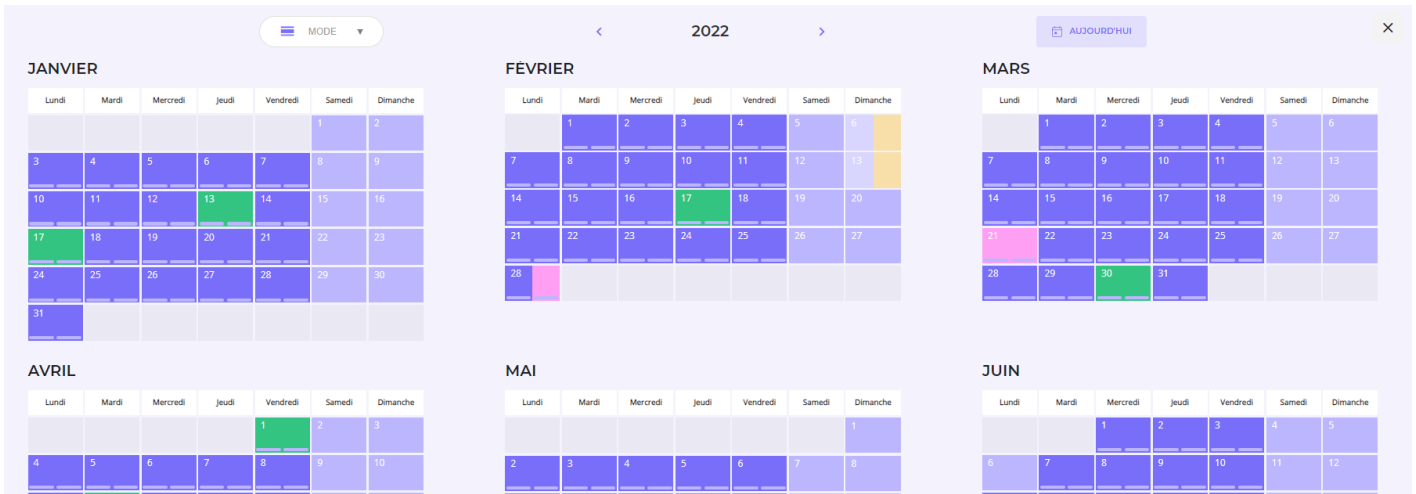 MODE ▼ < 2022 > AUJOURD'HUI ×
JANVIER
Lundi Mardi Mercredi Jeudi Vendredi Samedi Dimanche
1 2
3 4 5 6 7 8 9
10 11 12 13 14 15 16
17 18 19 20 21 22 23
24 25 26 27 28 29 30
31
FÉVRIER
Lundi Mardi Mercredi Jeudi Vendredi Samedi Dimanche
1 2 3 4 5 6
7 8 9 10 11 12 13
14 15 16 17 18 19 20
21 22 23 24 25 26 27
28
MARS
Lundi Mardi Mercredi Jeudi Vendredi Samedi Dimanche
1 2 3 4 5 6
7 8 9 10 11 12 13
14 15 16 17 18 19 20
21 22 23 24 25 26 27
28 29 30 31
AVRIL
Lundi Mardi Mercredi Jeudi Vendredi Samedi Dimanche
1 2 3
4 5 6 7 8 9 10
MAI
Lundi Mardi Mercredi Jeudi Vendredi Samedi Dimanche
1
2 3 4 5 6 7 8
JUIN
Lundi Mardi Mercredi Jeudi Vendredi Samedi Dimanche
1 2 3 4 5
6 7 8 9 10 11 12